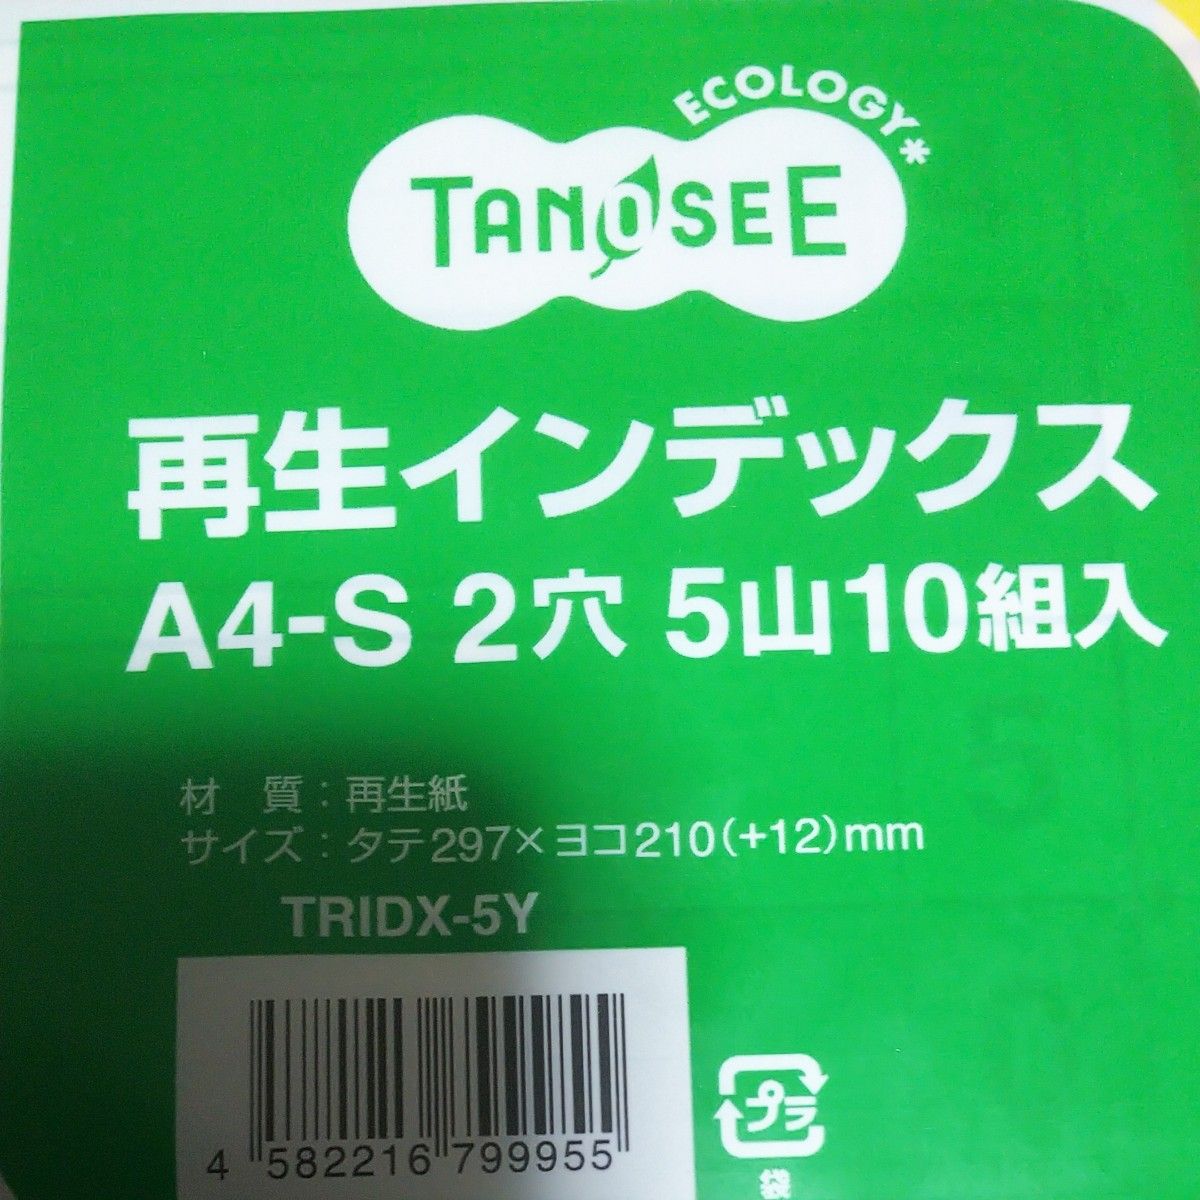 ECOLOGY*
TANOSEE
再生インデックス
A4-S 2穴 5山10組入
材 質：再生紙
サイズ：タテ297×ヨコ210(+12)mm
TRIDX-5Y
4 582216 799955
プラ
袋